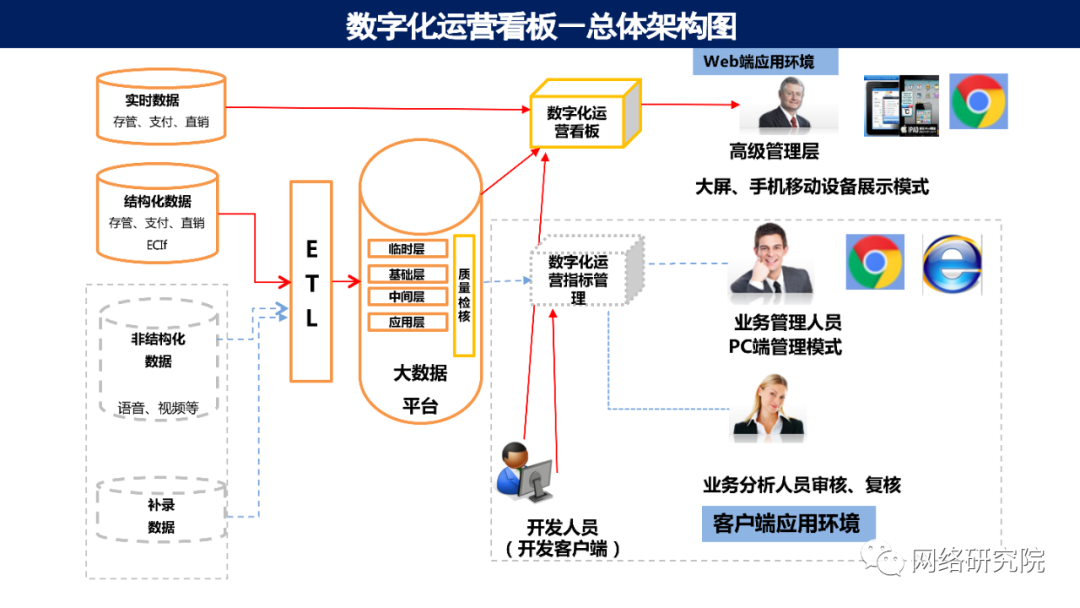 数字化运营看板—总体架构图
Web端应用环境
实时数据
存管、支付、直销
数字化运
营看板
高级管理层
大屏、手机移动设备展示模式
结构化数据
存管、支付、直销
ECIf
E
T
L
临时层
基础层
中间层
应用层
质
量
检
核
大数据
平台
数字化运
营指标管
理
业务管理人员
PC端管理模式
非结构化
数据
语音、视频等
补录
数据
业务分析人员审核、复核
客户端应用环境
开发人员
（开发客户端）
网络研究院